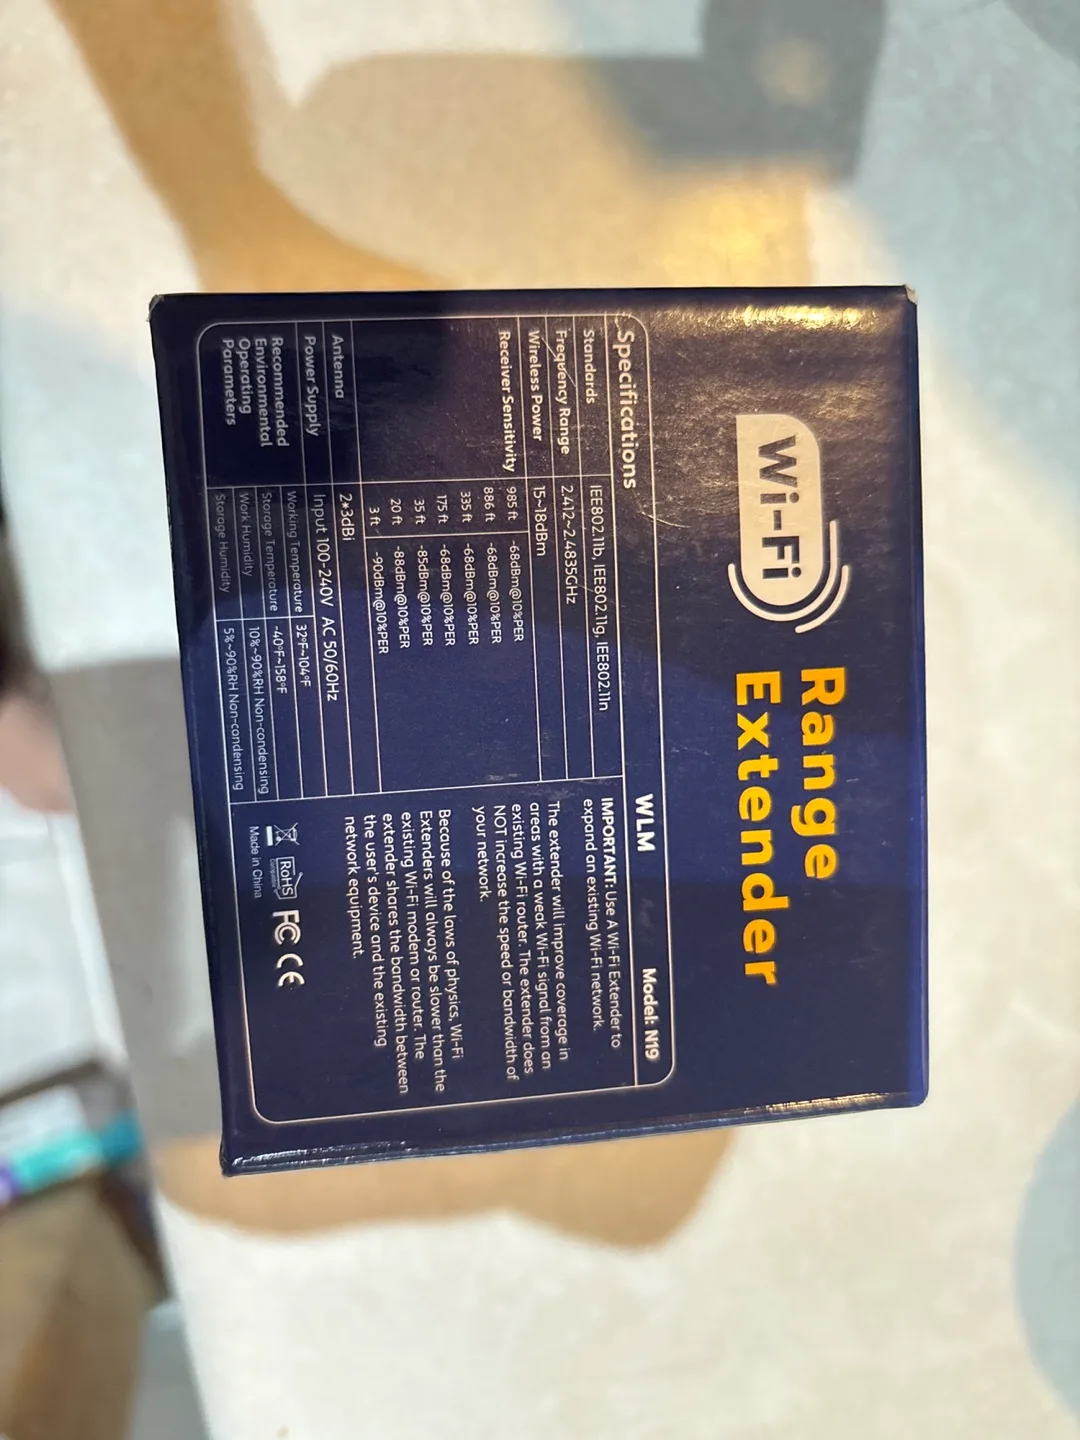 Wi-Fi
Range
Extender
Specifications
WLM
Model: N19
Standards
IEE802.11b, IEE802.11g, IEE802.11n
Frequency Range
2.412~2.4835GHz
Wireless Power
15~18dBm
Receiver Sensitivity
985 ft -68dBm@10%PER
886 ft -68dBm@10%PER
335 ft -68dBm@10%PER
175 ft -68dBm@10%PER
35 ft -85dBm@10%PER
20 ft -88dBm@10%PER
3 ft -90dBm@10%PER
Antenna
2*3dBi
Power Supply
Input 100-240V AC 50/60Hz
Recommended
Environmental
Operating
Parameters
Working Temperature 32°F~104°F
Storage Temperature -40°F~158°F
Work Humidity 10%~90%RH Non-condensing
Storage Humidity 5%~90%RH Non-condensing
IMPORTANT: Use A Wi-Fi Extender to
expand an existing Wi-Fi network.
The extender will improve coverage in
areas with a weak Wi-Fi signal from an
existing Wi-Fi router. The extender does
NOT increase the speed or bandwidth of
your network.
Because of the laws of physics, Wi-Fi
Extenders will always be slower than the
existing Wi-Fi modem or router. The
extender shares the bandwidth between
the user's device and the existing
network equipment.
RoHS
FC CE
Made in China